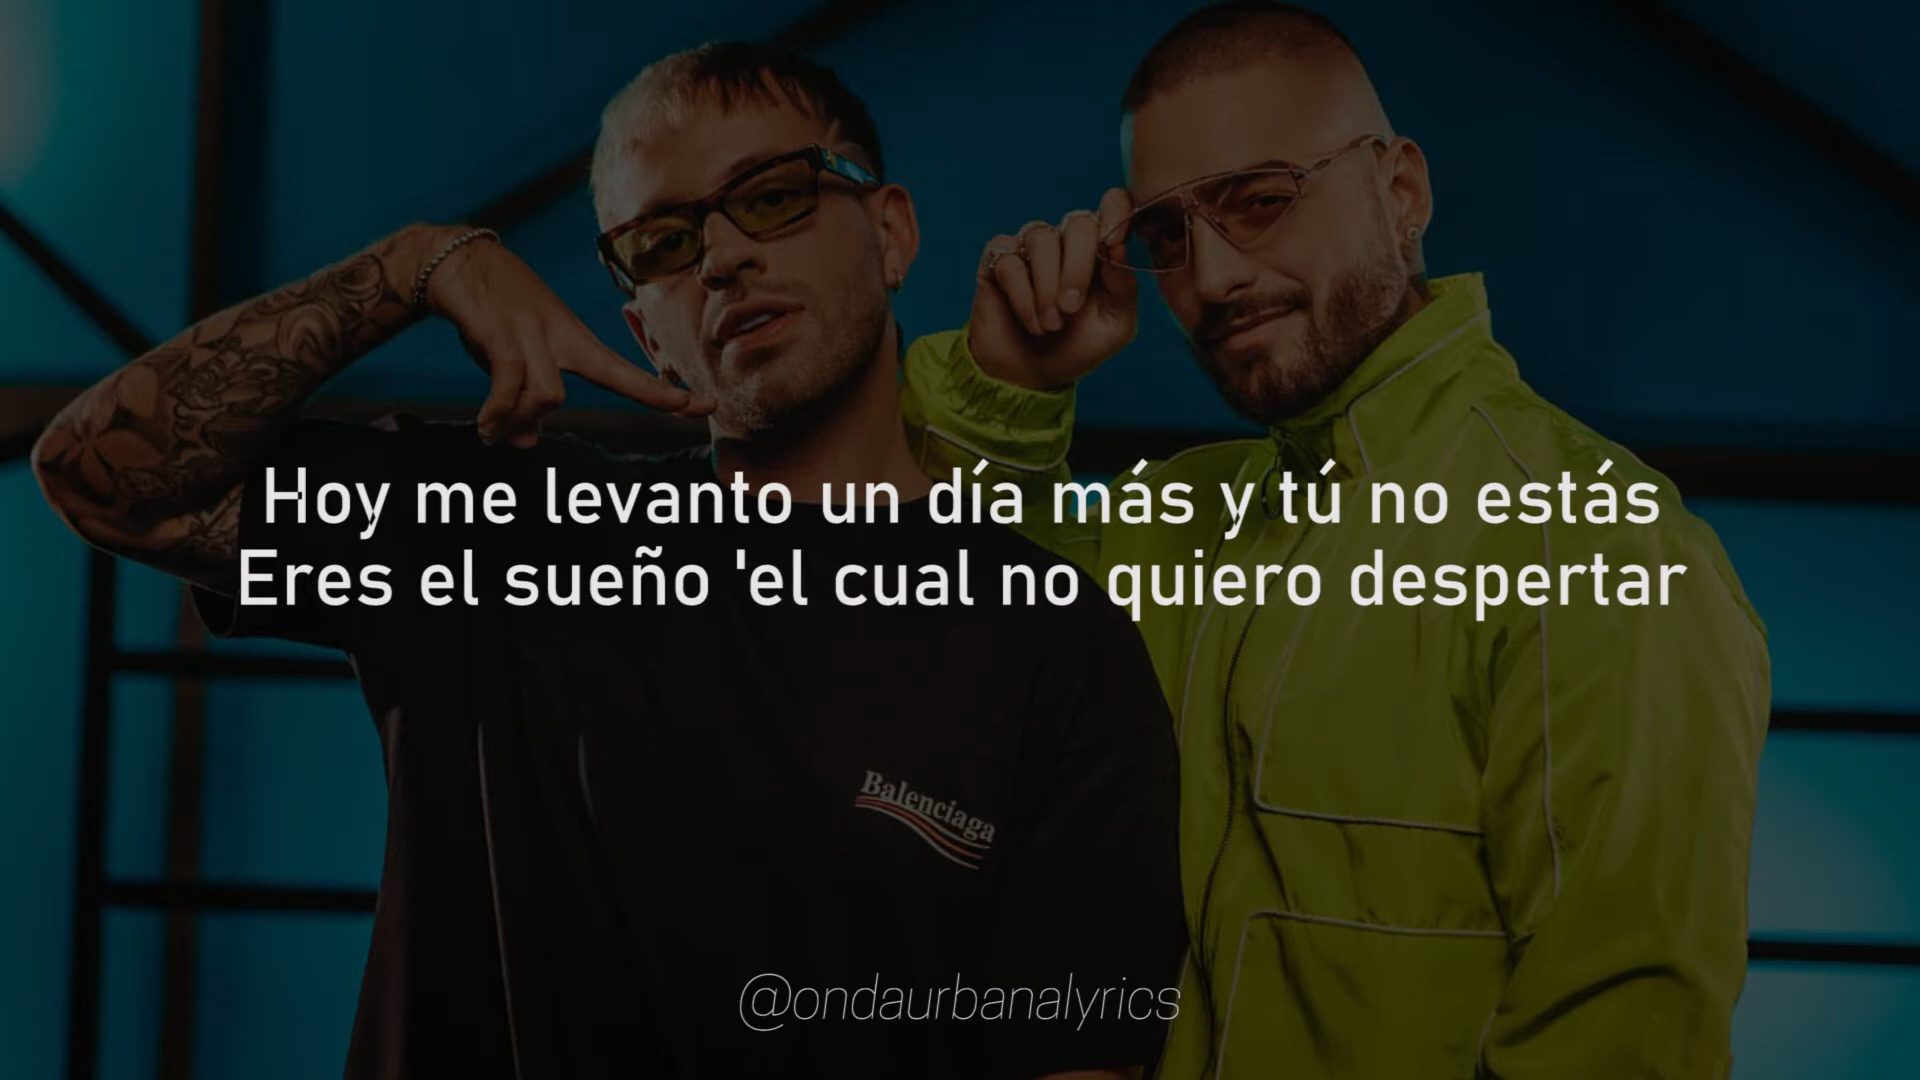 Hoy me levanto un día más y tú no estás
Eres el sueño 'el cual no quiero despertar
Balenciaga
@ondaurbanalyrics